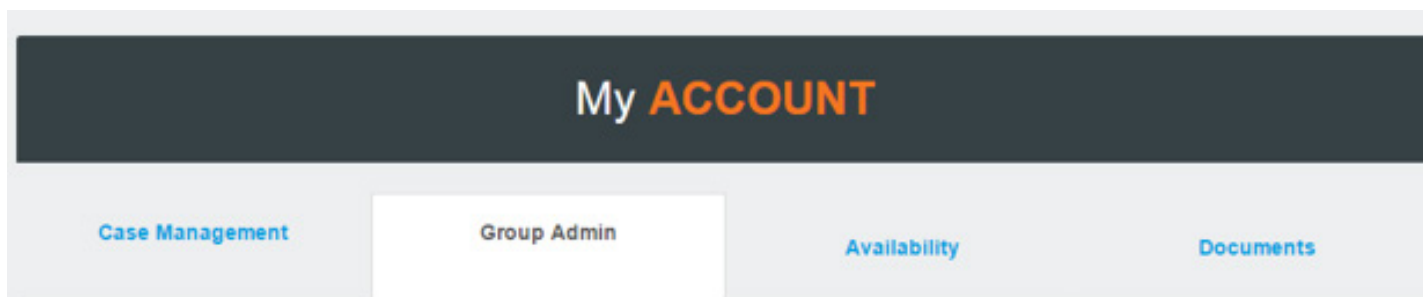 My ACCOUNT
Case Management
Group Admin
Availability
Documents